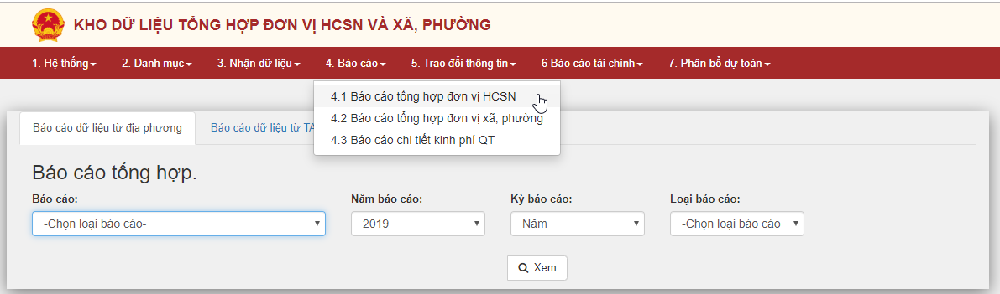 KHO DỮ LIỆU TỔNG HỢP ĐƠN VỊ HCSN VÀ XÃ, PHƯỜNG
1. Hệ thống 2. Danh mục 3. Nhận dữ liệu 4. Báo cáo 5. Trao đổi thông tin 6 Báo cáo tài chính 7. Phân bổ dự toán
4.1 Báo cáo tổng hợp đơn vị HCSN
4.2 Báo cáo tổng hợp đơn vị xã, phường
4.3 Báo cáo chi tiết kinh phí QT
Báo cáo dữ liệu từ địa phương Báo cáo dữ liệu từ TA
Báo cáo tổng hợp.
Báo cáo: Năm báo cáo: Kỳ báo cáo: Loại báo cáo:
-Chọn loại báo cáo- 2019 Năm -Chọn loại báo cáo
Xem